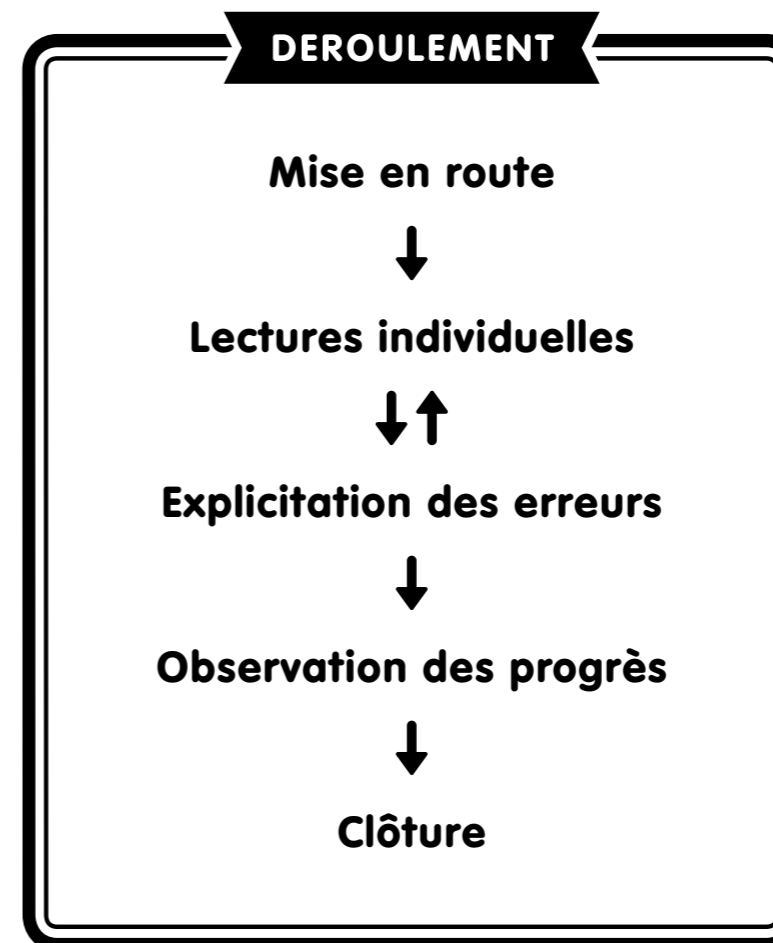 DEROULEMENT
Mise en route
Lectures individuelles
Explicitation des erreurs
Observation des progrès
Clôture